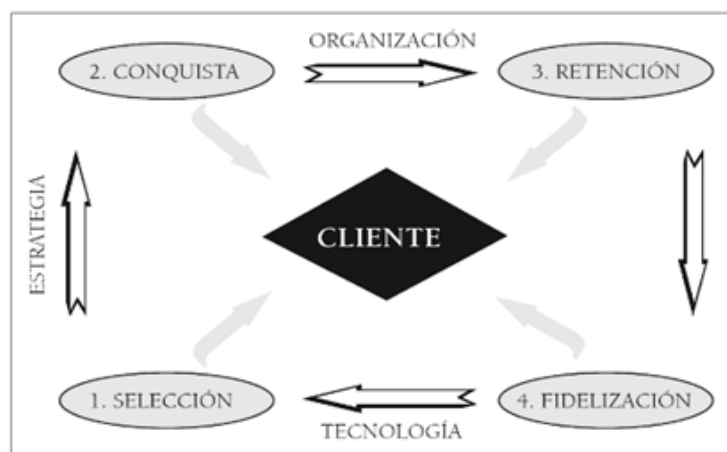 ORGANIZACIÓN
2. CONQUISTA
3. RETENCIÓN
ESTRATEGIA
CLIENTE
1. SELECCIÓN
4. FIDELIZACIÓN
TECNOLOGÍA